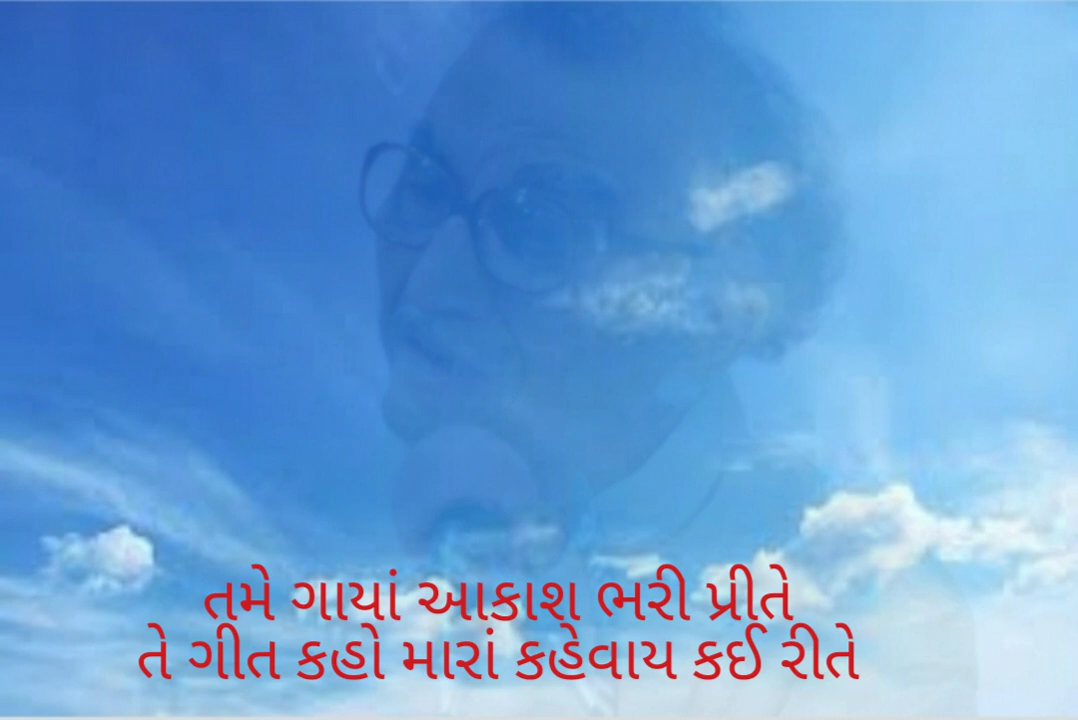 તમે ગાયાં આકાશ ભરી પ્રીતે
તે ગીત કહો મારાં કહેવાય કઈ રીતે